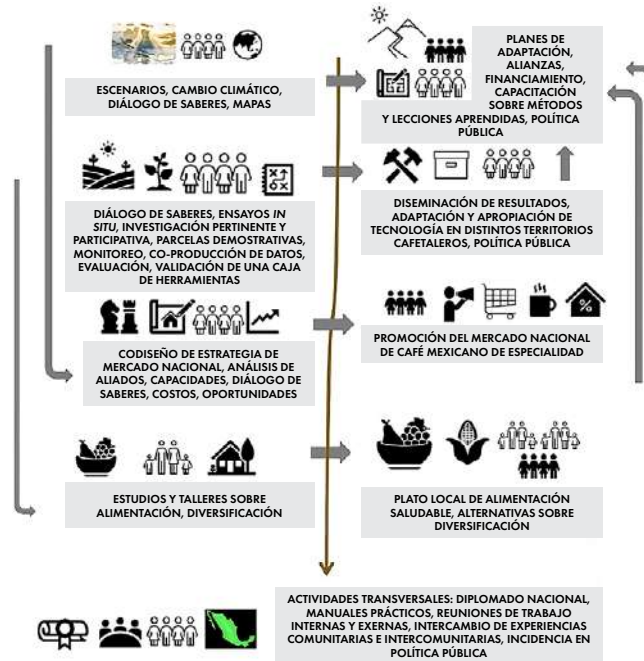 ESCENARIOS, CAMBIO CLIMÁTICO,
DIÁLOGO DE SABERES, MAPAS
PLANES DE
ADAPTACIÓN,
ALIANZAS,
FINANCIAMIENTO,
CAPACITACIÓN
SOBRE MÉTODOS
Y LECCIONES APRENDIDAS, POLÍTICA
PÚBLICA
DIÁLOGO DE SABERES, ENSAYOS IN
SITU, INVESTIGACIÓN PERTINENTE Y
PARTICIPATIVA, PARCELAS DEMOSTRATIVAS,
MONITOREO, CO-PRODUCCIÓN DE DATOS,
EVALUACIÓN, VALIDACIÓN DE UNA CAJA
DE HERRAMIENTAS
DISEMINACIÓN DE RESULTADOS,
ADAPTACIÓN Y APROPIACIÓN DE
TECNOLOGÍA EN DISTINTOS TERRITORIOS
CAFETALEROS, POLÍTICA PÚBLICA
CODISEÑO DE ESTRATEGIA DE
MERCADO NACIONAL, ANÁLISIS DE
ALIADOS, CAPACIDADES, DIÁLOGO DE
SABERES, COSTOS, OPORTUNIDADES
%
PROMOCIÓN DEL MERCADO NACIONAL
DE CAFÉ MEXICANO DE ESPECIALIDAD
ESTUDIOS Y TALLERES SOBRE
ALIMENTACIÓN, DIVERSIFICACIÓN
PLATO LOCAL DE ALIMENTACIÓN
SALUDABLE, ALTERNATIVAS SOBRE
DIVERSIFICACIÓN
ACTIVIDADES TRANSVERSALES: DIPLOMADO NACIONAL,
MANUALES PRÁCTICOS, REUNIONES DE TRABAJO
INTERNAS Y EXERNAS, INTERCAMBIO DE EXPERIENCIAS
COMUNITARIAS E INTERCOMUNITARIAS, INCIDENCIA EN
POLÍTICA PÚBLICA